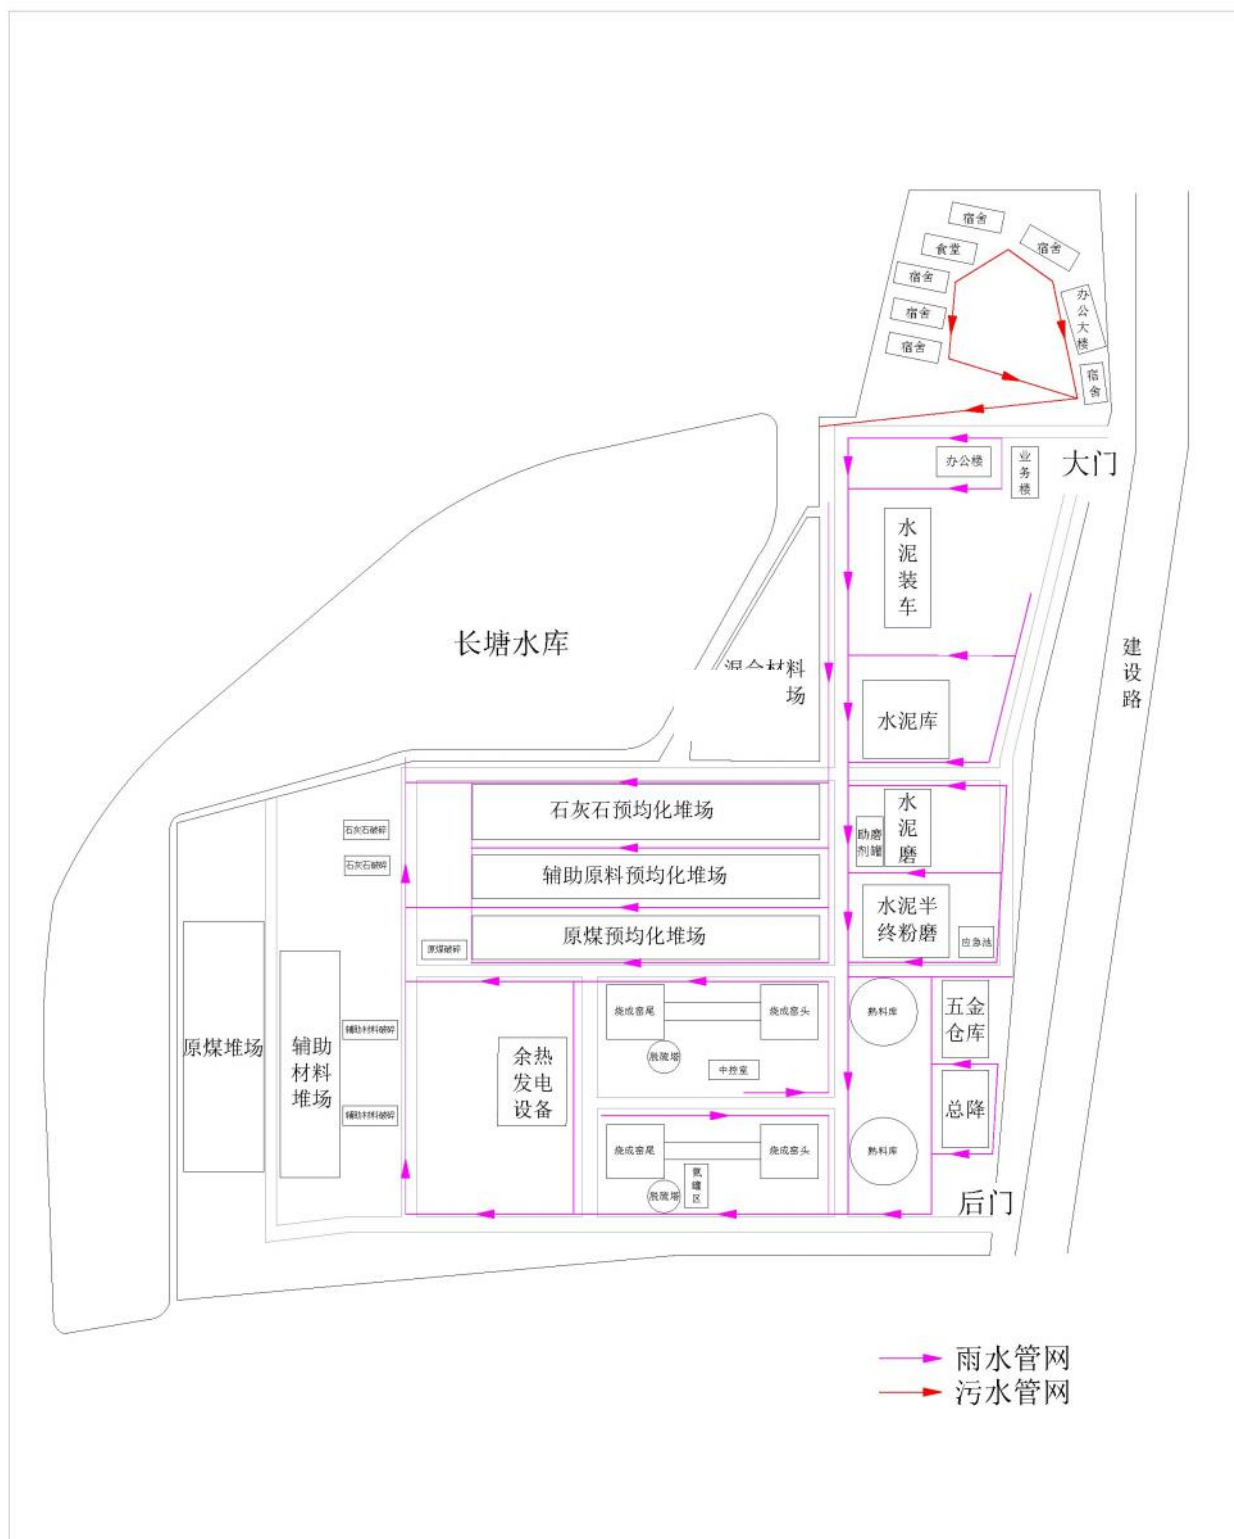 宿舍
宿舍
食堂
宿舍
办
公
大
楼
宿舍
宿舍
宿
舍
办公楼
业
务
楼
大门
水
泥
装
车
长塘水库
建
设
路
混合材料
场
水泥库
石灰石预均化堆场
水
泥
磨
助磨
剂罐
石灰石破碎
石灰石破碎
辅助原料预均化堆场
水泥半
终粉磨
应急池
原煤预均化堆场
原煤破碎
烧成窑尾
烧成窑头
熟料库
五金
仓库
原煤堆场
辅助
材料
堆场
辅助材料破碎
余热
发电
设备
脱硫塔
中控室
总降
辅助材料破碎
烧成窑尾
烧成窑头
熟料库
脱硫塔
氨
罐
区
后门
雨水管网
污水管网